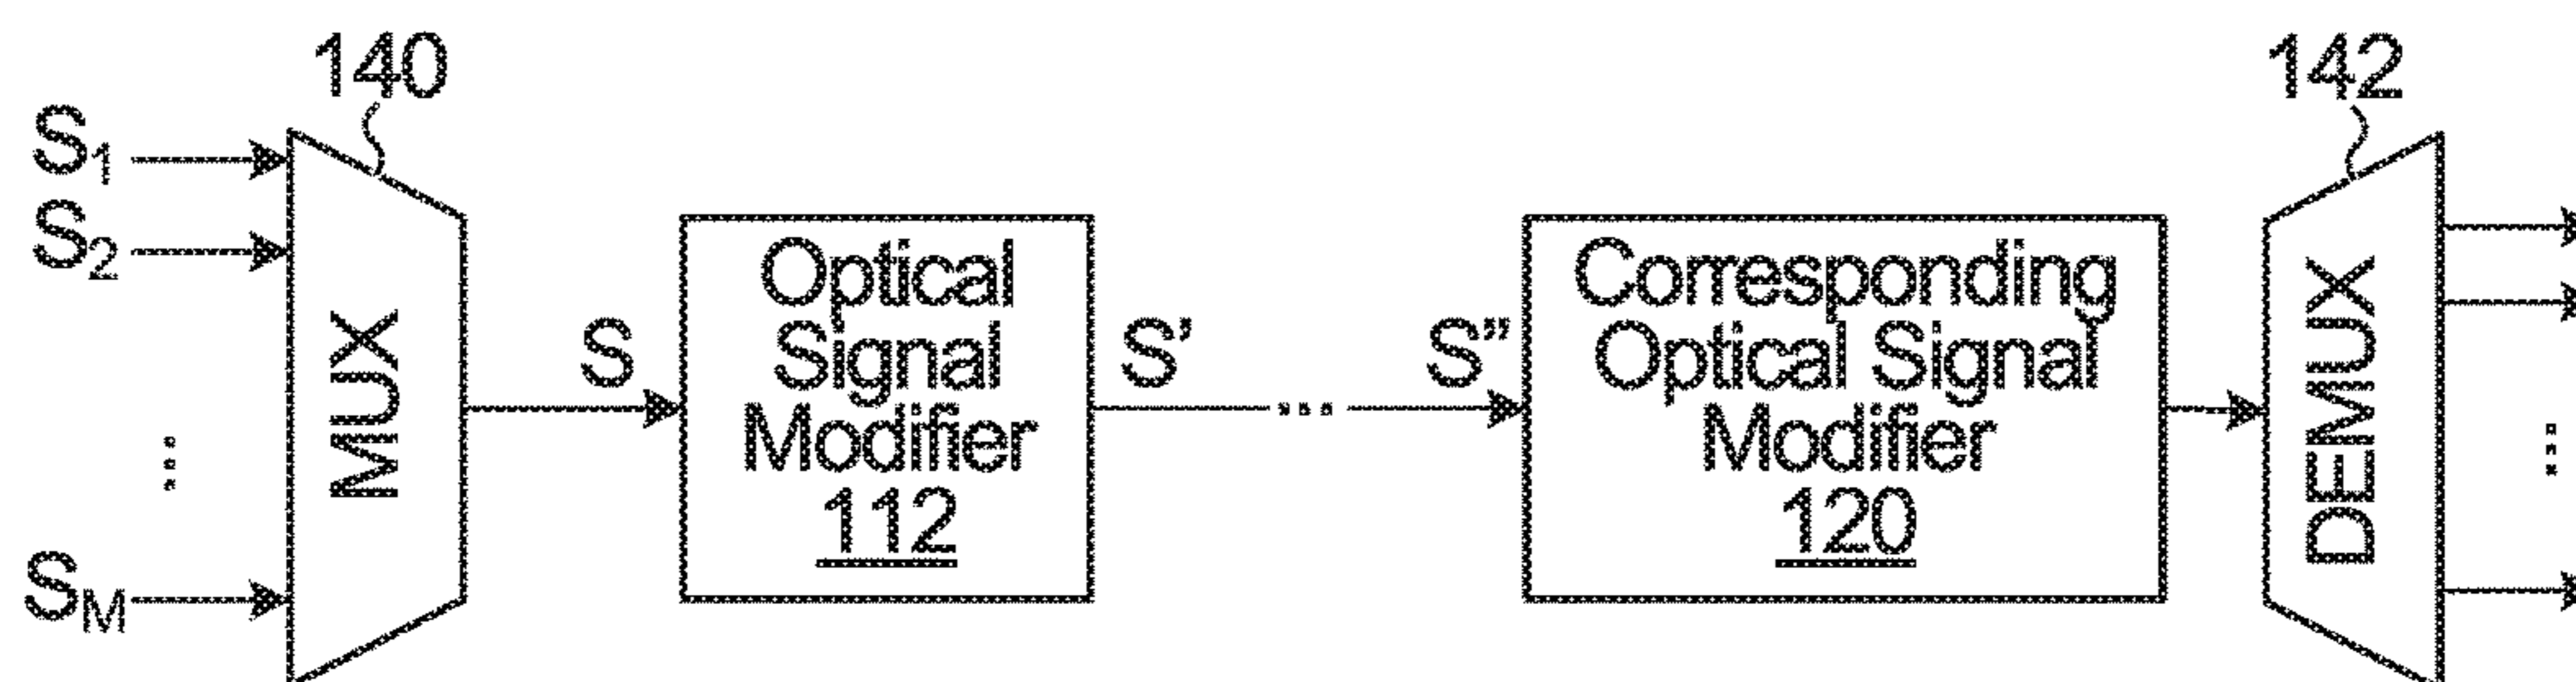 140
142
S1
S2
...
SM
MUX
S
Optical
Signal
Modifier
112
S'
...
S"
Corresponding
Optical Signal
Modifier
120
DEMUX
...